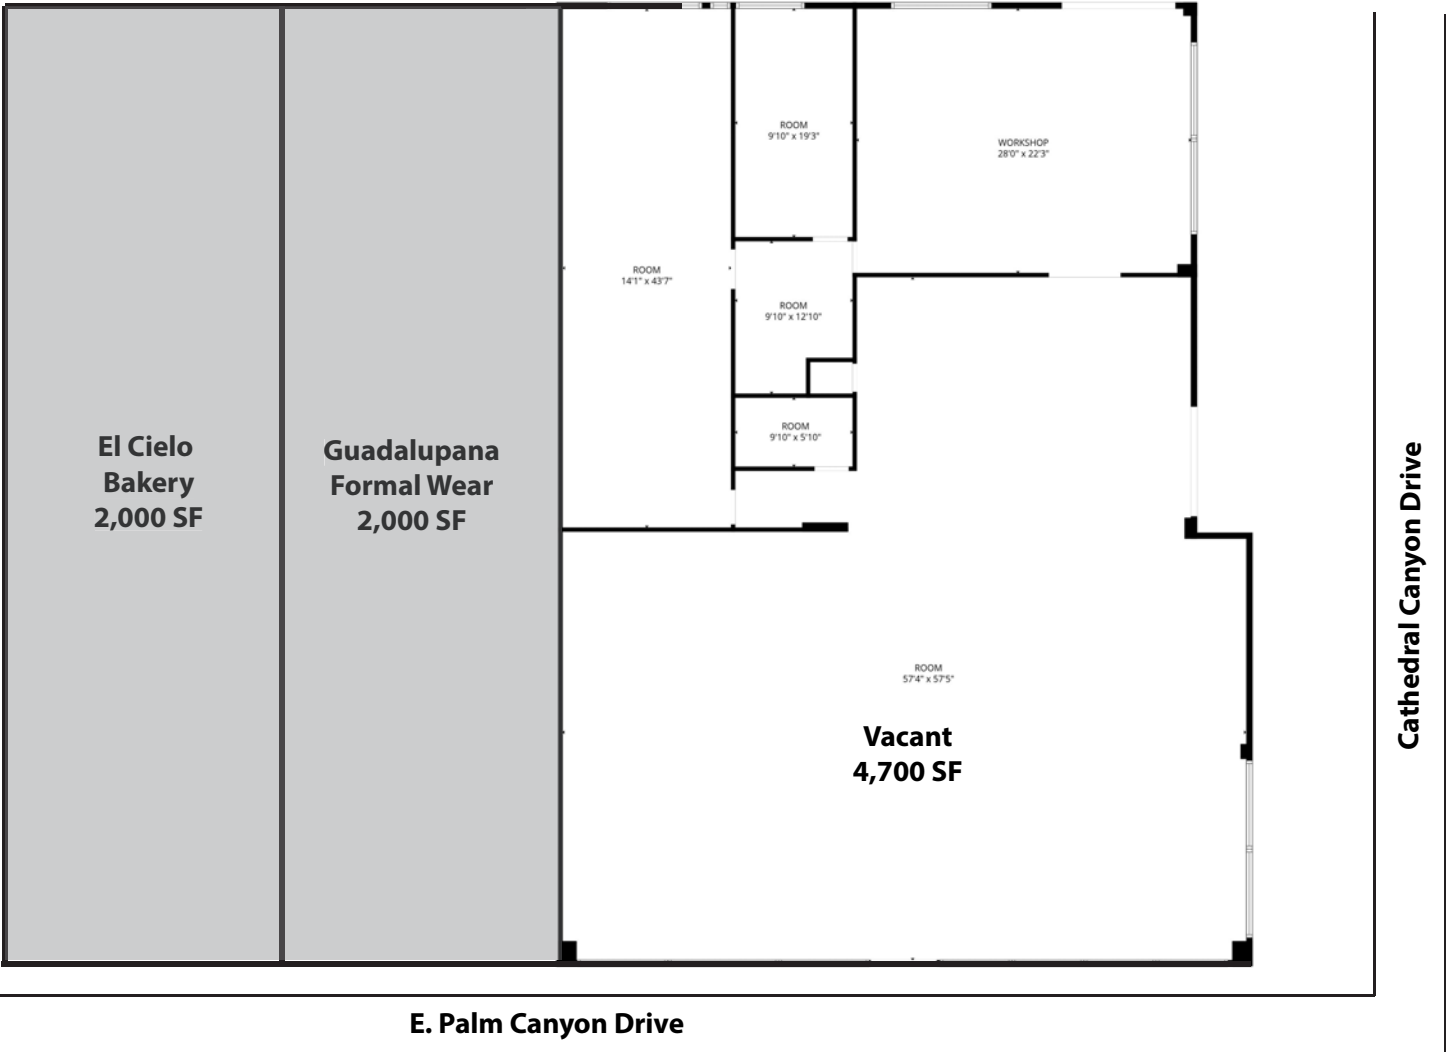 ROOM
9'10" x 19'3"
WORKSHOP
28'0" x 22'3"
ROOM
14'1" x 43'7"
ROOM
9'10" x 12'10"
ROOM
9'10" x 5'10"
El Cielo
Bakery
2,000 SF
Guadalupana
Formal Wear
2,000 SF
ROOM
57'4" x 57'5"
Vacant
4,700 SF
Cathedral Canyon Drive
E. Palm Canyon Drive